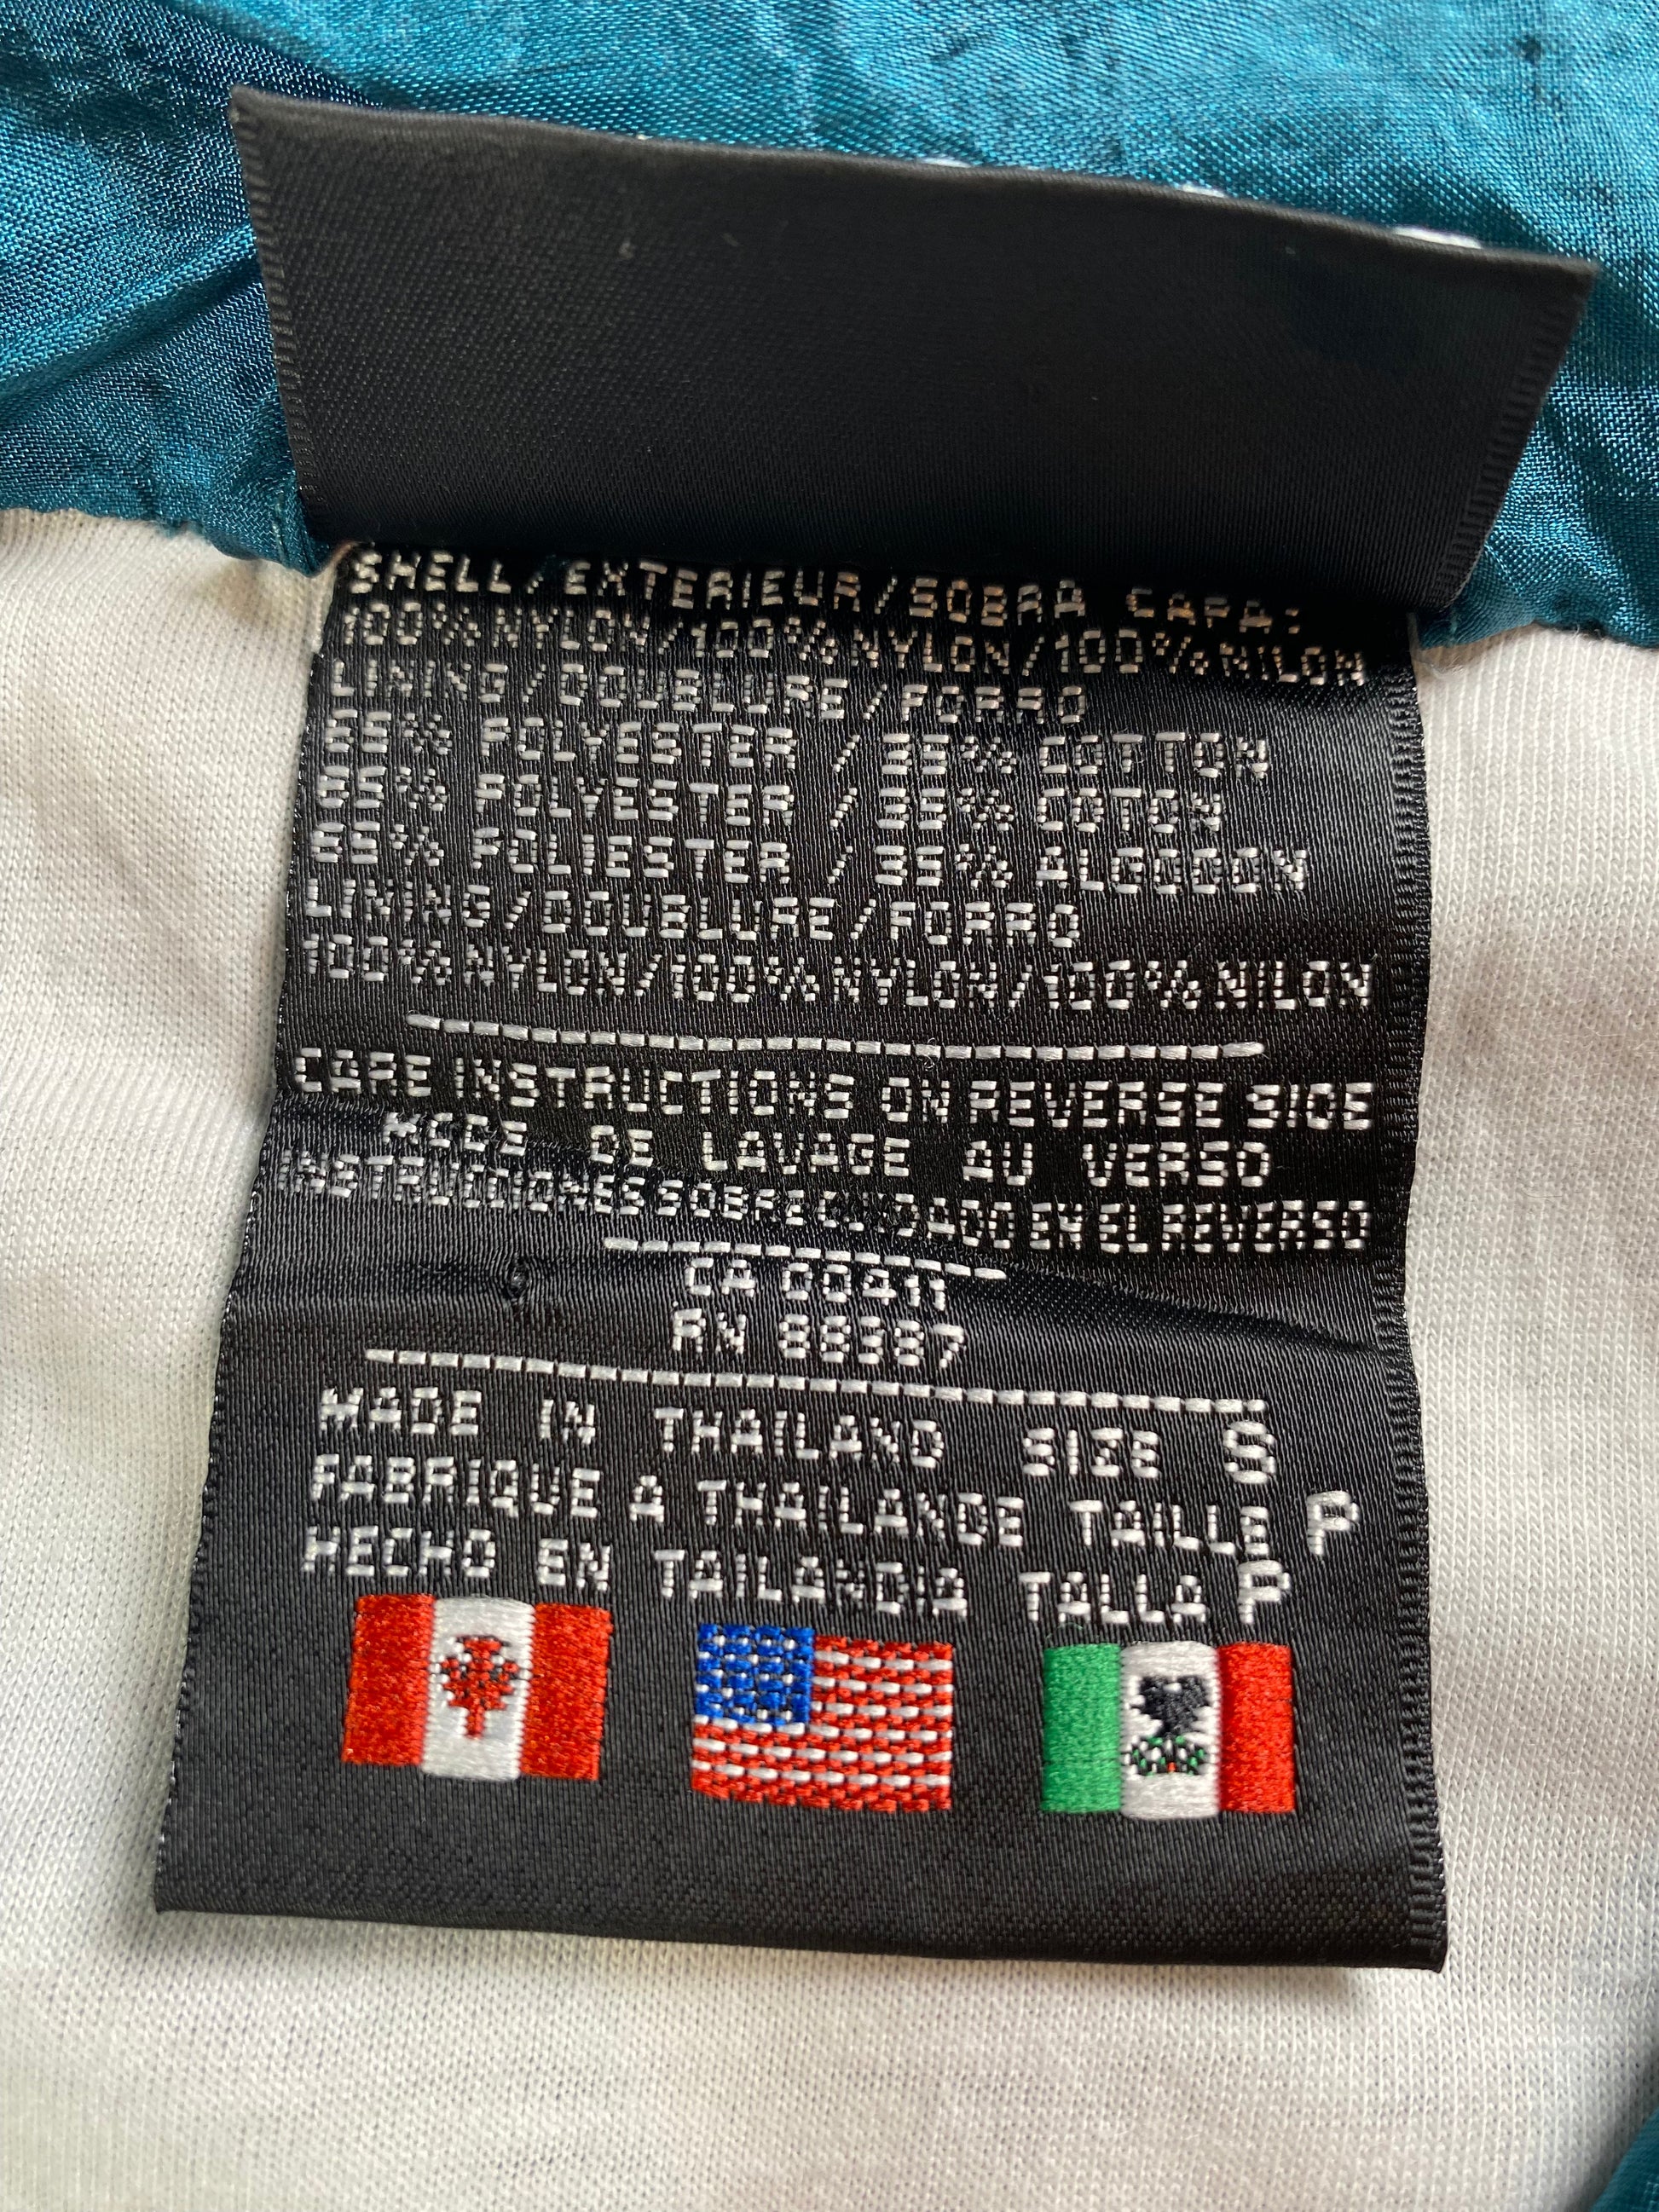 SHELL/EXTERIEUR/SOBRA CAPA:
100% NYLON/100% NYLON/100% NILON
LINING/DOUBLURE/FORRO
65% POLYESTER / 35% COTTON
65% POLYESTER / 35% COTON
65% POLIESTER / 35% ALGODON
LINING/DOUBLURE/FORRO
100% NYLON/100% NYLON/100% NILON
CARE INSTRUCTIONS ON REVERSE SIDE
MODE DE LAVAGE AU VERSO
INSTRUCCIONES SOBRE CUIDADO EN EL REVERSO
CA 00411
RN 88387
MADE IN THAILAND SIZE S
FABRIQUE A THAILANDE TAILLE P
HECHO EN TAILANDIA TALLA P